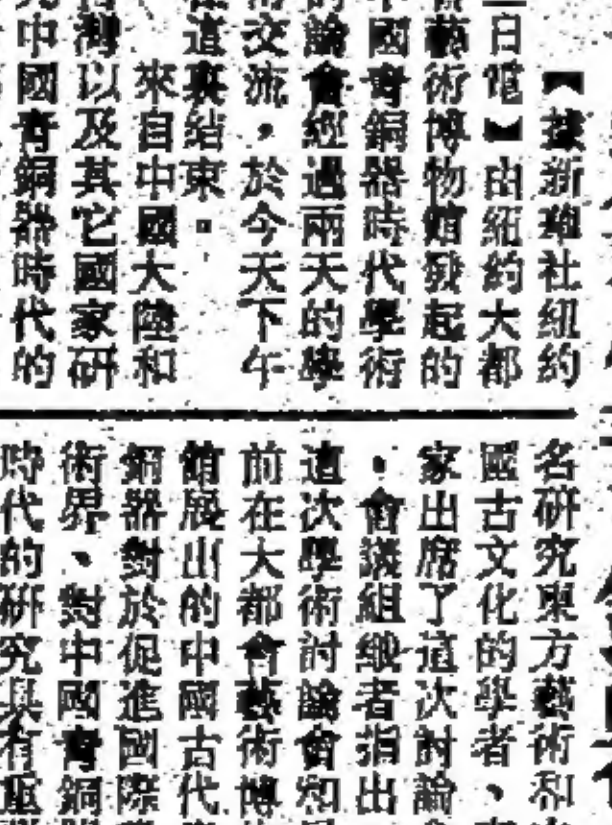 【據新華社紐約
日電】由紐約大都
會藝術博物館發起的
中國青銅器時代學術
討論會經過兩天的學
術交流，於今天下午
在這裏結束。
來自中國大陸和
台灣以及其它國家研
究中國青銅器時代的
名研究東方藝術和
國古文化的學者、
家出席了這次討論
。會議組織者指出
這次學術討論會和
前在大都會藝術博
館展出的中國古代
銅器對於促進國際
術界、對中國青銅
時代的研究具有重